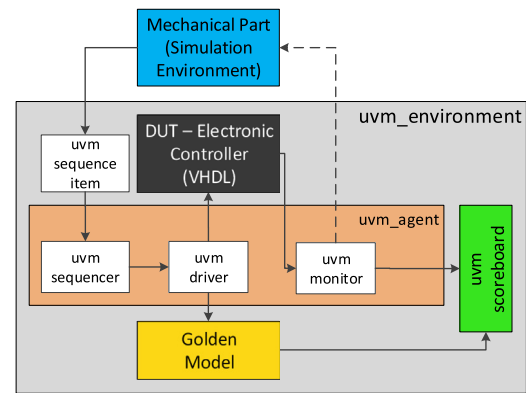 Mechanical Part
(Simulation
Environment)
uvm_environment
DUT – Electronic
Controller
(VHDL)
uvm
sequence
item
uvm_agent
uvm
sequencer
uvm
driver
uvm
monitor
uvm
scoreboard
Golden
Model